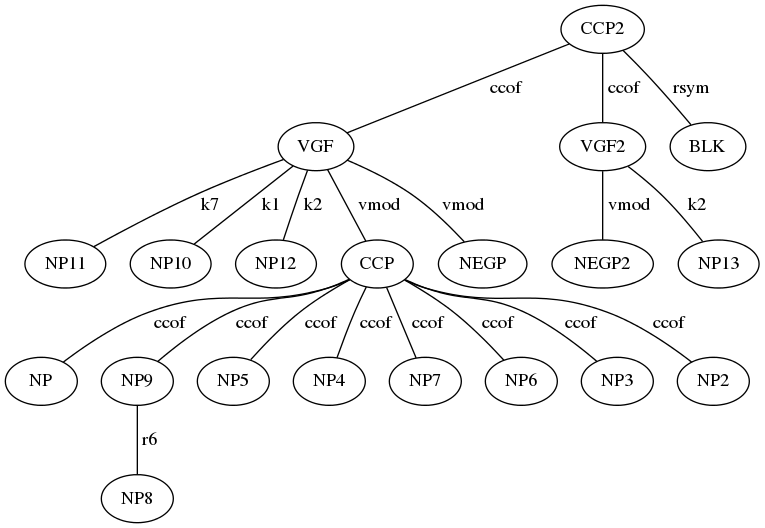 CCP2
ccof ccof rsym
VGF VGF2 BLK
k7 k1 k2 vmod vmod vmod k2
NP11 NP10 NP12 CCP NEGP NEGP2 NP13
ccof ccof ccof ccof ccof ccof ccof ccof
NP NP9 NP5 NP4 NP7 NP6 NP3 NP2
r6
NP8